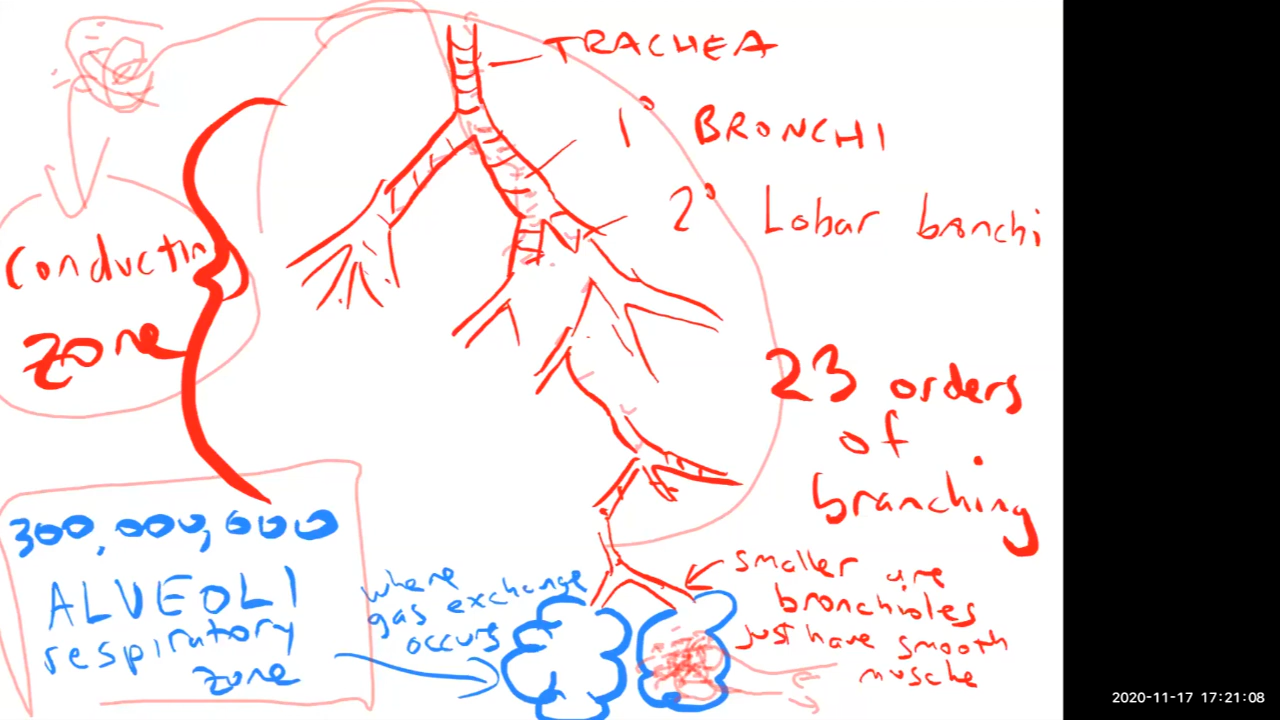 TRACHEA
1° BRONCHI
2° Lobar bronchi
Conducting
zone
23 orders
of
branching
300,000,000
ALVEOLI
respiratory
zone
where
gas exchange
occurs
smaller are
bronchioles
just have smooth
muscle
2020-11-17 17:21:08